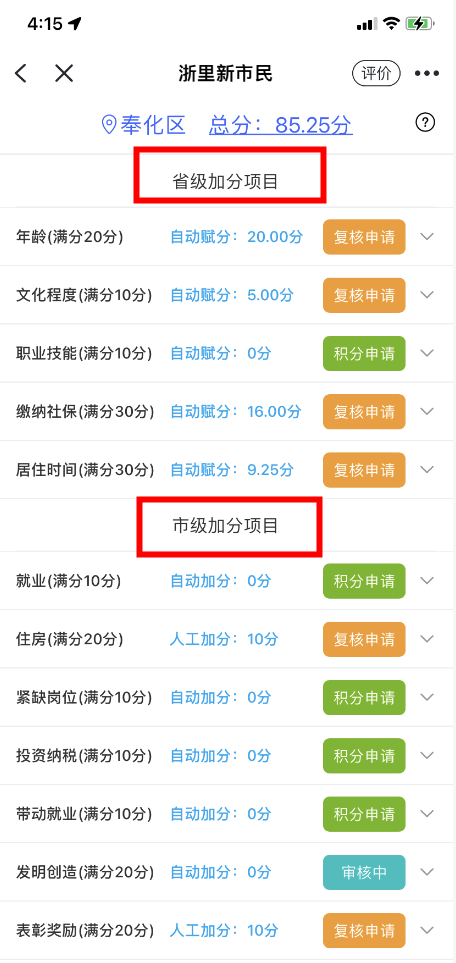 4:15
浙里新市民
评价
奉化区 总分：85.25分
省级加分项目
年龄(满分20分) 自动赋分：20.00分 复核申请
文化程度(满分10分) 自动赋分：5.00分 复核申请
职业技能(满分10分) 自动赋分：0分 积分申请
缴纳社保(满分30分) 自动赋分：16.00分 复核申请
居住时间(满分30分) 自动赋分：9.25分 复核申请
市级加分项目
就业(满分10分) 自动加分：0分 积分申请
住房(满分20分) 人工加分：10分 复核申请
紧缺岗位(满分10分) 自动加分：0分 积分申请
投资纳税(满分10分) 自动加分：0分 积分申请
带动就业(满分10分) 自动加分：0分 积分申请
发明创造(满分20分) 自动加分：0分 审核中
表彰奖励(满分20分) 人工加分：10分 复核申请